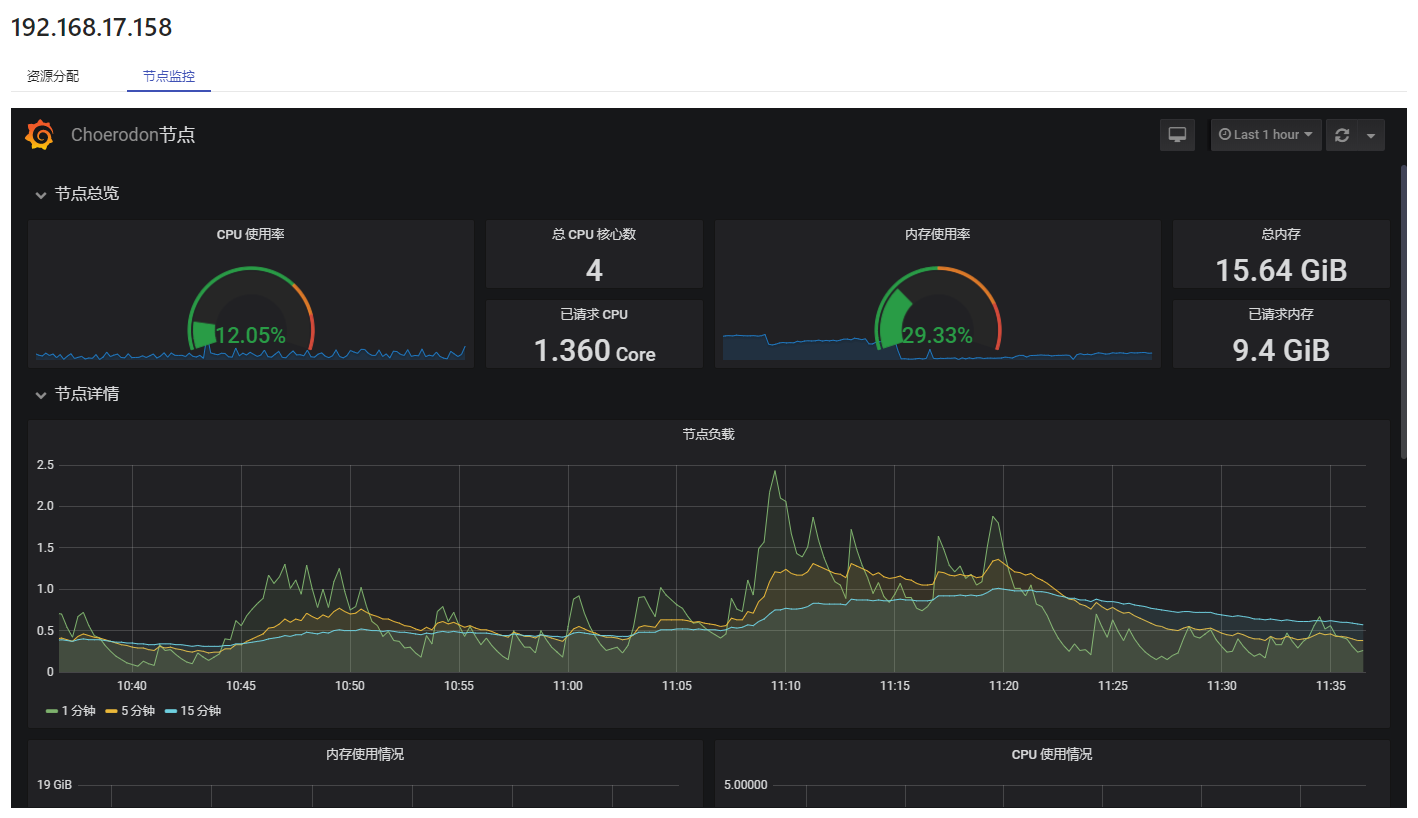 192.168.17.158
资源分配 节点监控
Choerodon节点 Last 1 hour
节点总览
CPU 使用率 总 CPU 核心数 内存使用率 总内存
4 15.64 GiB
已请求 CPU 已请求内存
12.05% 29.33%
1.360 Core 9.4 GiB
节点详情
节点负载
2.5
2.0
1.5
1.0
0.5
0
10:40 10:45 10:50 10:55 11:00 11:05 11:10 11:15 11:20 11:25 11:30 11:35
1 分钟 5 分钟 15 分钟
内存使用情况 CPU 使用情况
19 GiB 5.00000